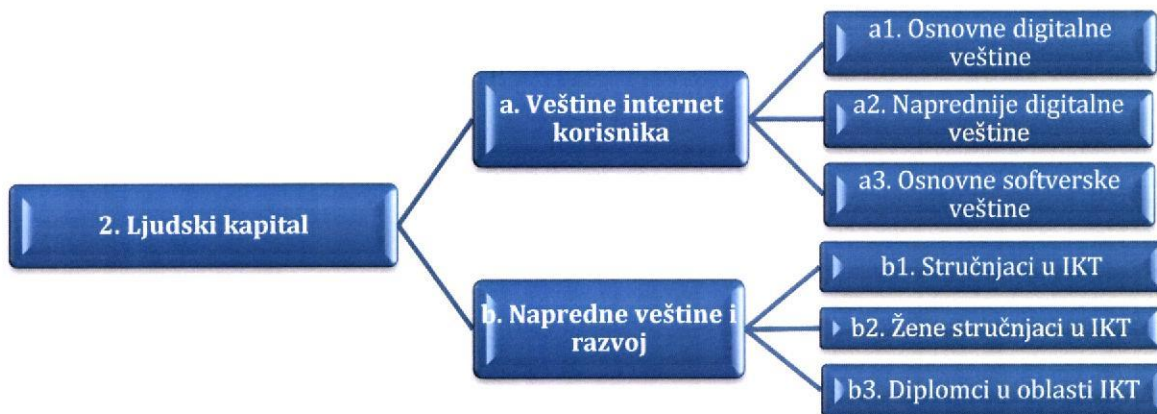 2. Ljudski kapital
a. Veštine internet
korisnika
a1. Osnovne digitalne
veštine
a2. Naprednije digitalne
veštine
a3. Osnovne softverske
veštine
b. Napredne veštine i
razvoj
b1. Stručnjaci u IKT
b2. Žene stručnjaci u IKT
b3. Diplomci u oblasti IKT